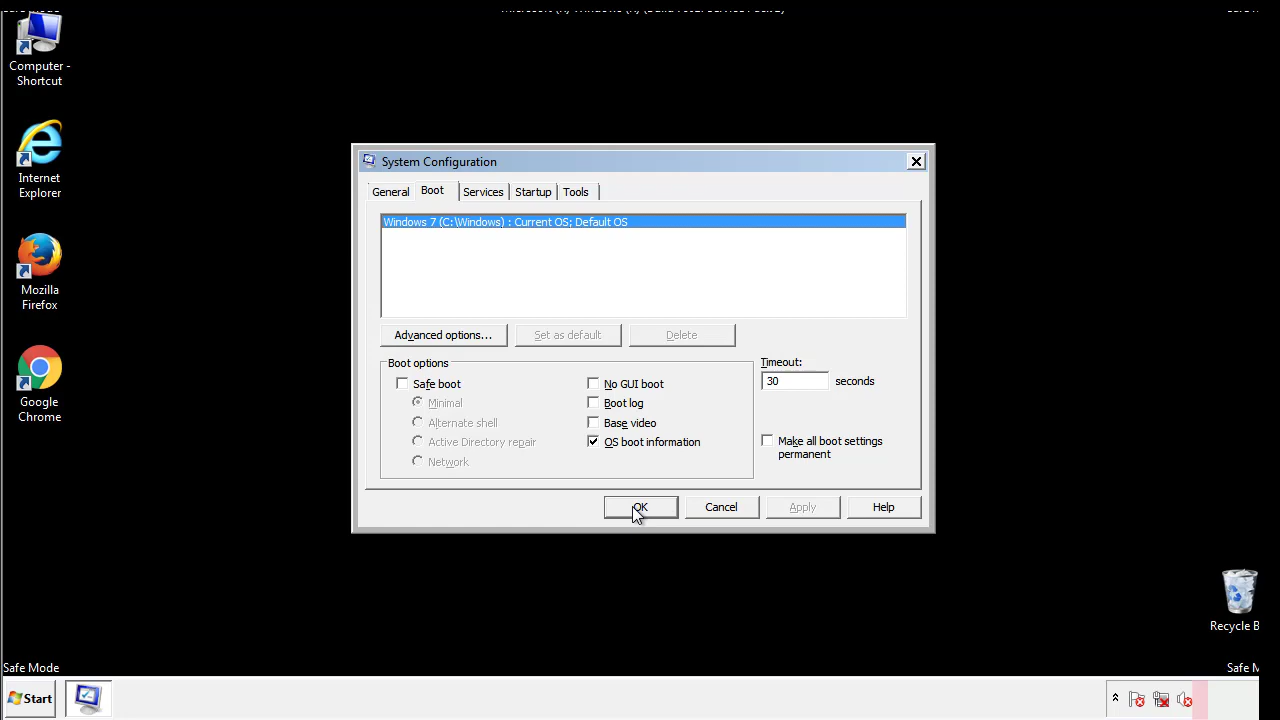 Computer -
Shortcut
Internet
Explorer
Mozilla
Firefox
Google
Chrome
System Configuration
General Boot Services Startup Tools
Windows 7 (C:\Windows) : Current OS; Default OS
Advanced options... Set as default Delete
Boot options
Safe boot
Minimal
Alternate shell
Active Directory repair
Network
No GUI boot
Boot log
Base video
OS boot information
Timeout:
30 seconds
Make all boot settings
permanent
OK Cancel Apply Help
Recycle B
Safe Mode Safe M
Start